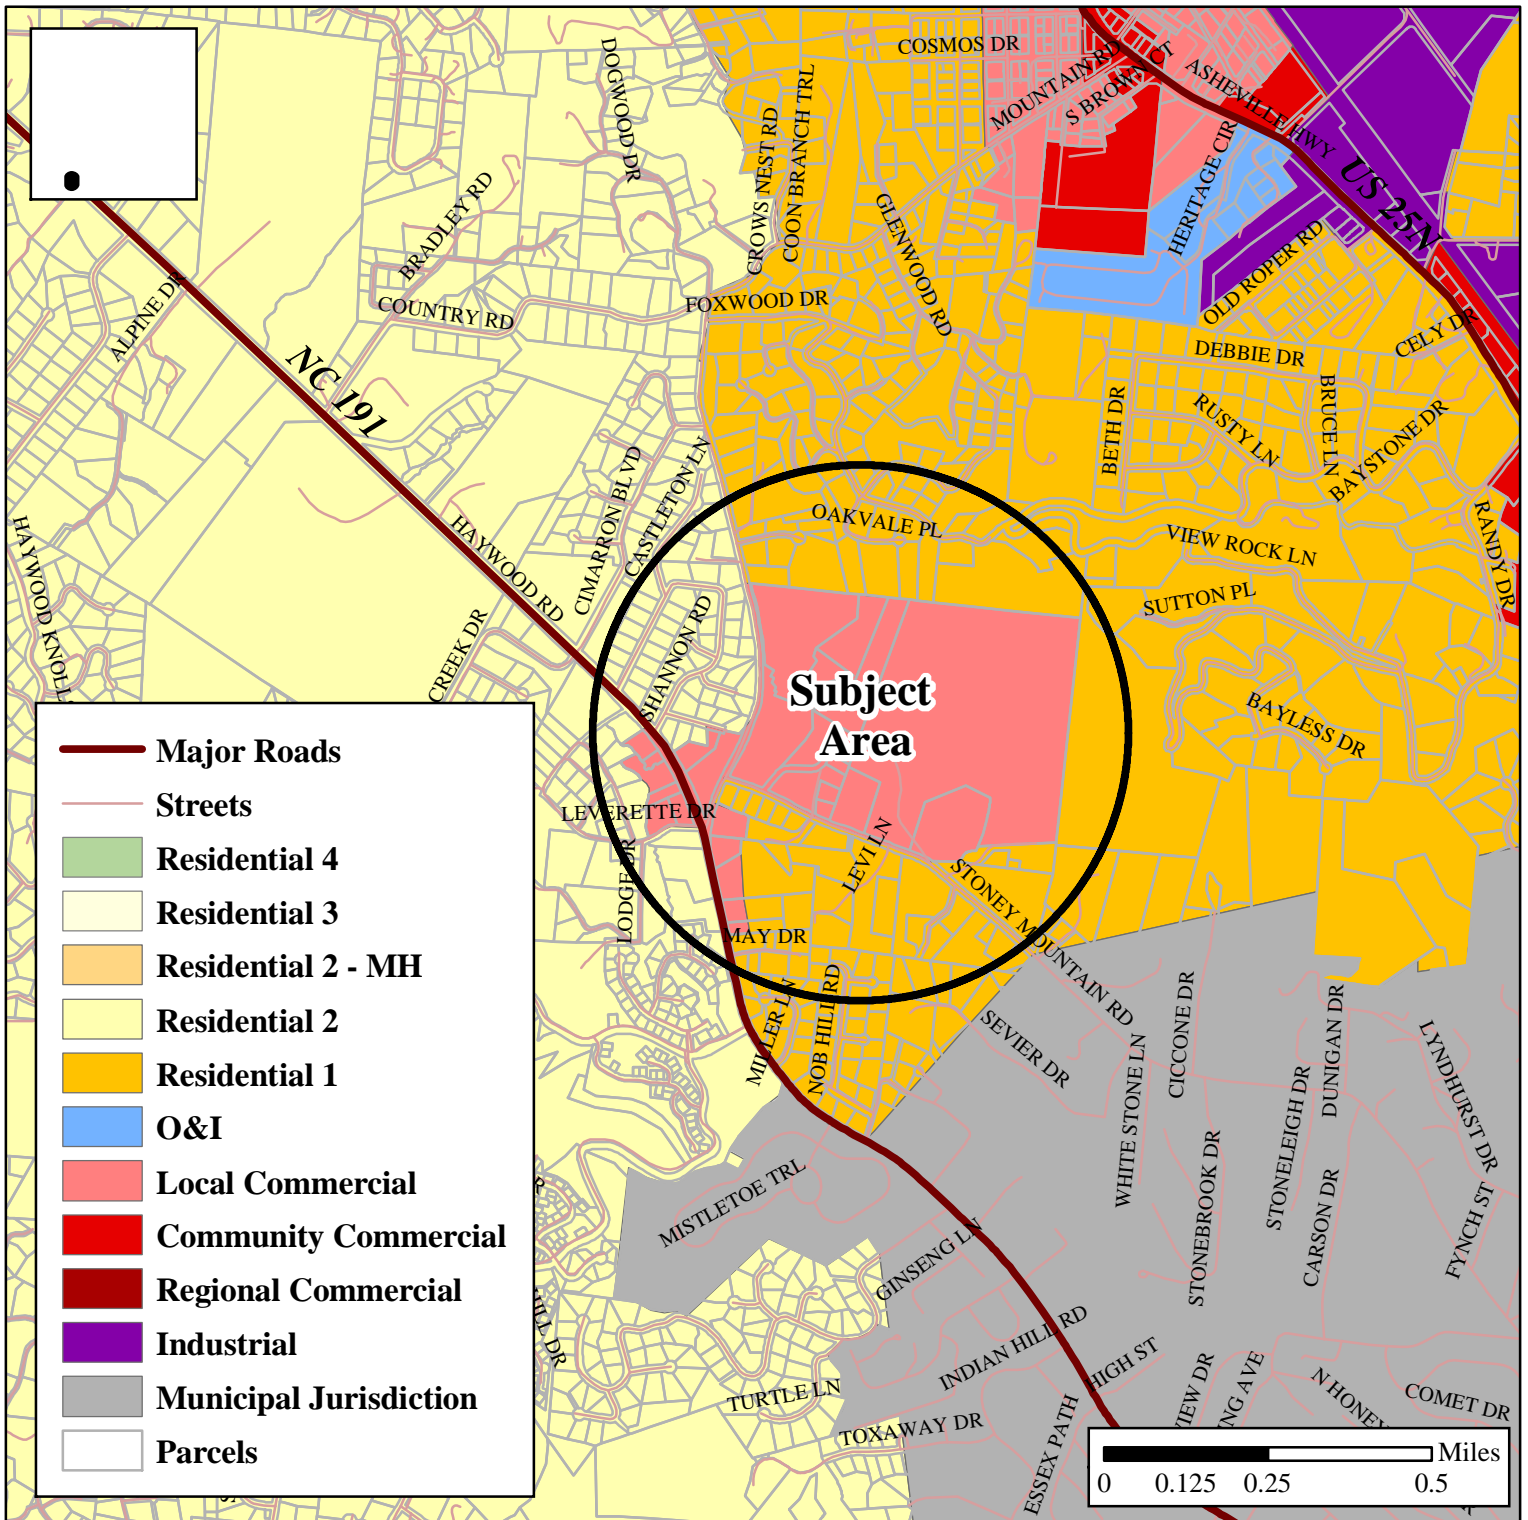 COSMOS DR
MOUNTAIN RD
S BROWN CT
ASHEVILLE HWY
US 25N
DOGWOOD DR
CROWS NEST RD
COON BRANCH TRL
HERITAGE CIR
BRADLEY RD
GLENWOOD RD
OLD ROPER RD
ALPINE DR
COUNTRY RD
FOXWOOD DR
CELY DR
NC 191
DEBBIE DR
BETH DR
RUSTY LN
BRUCE LN
BAYSTONE DR
CIMARRON BLVD
CASTLETON LN
HAYWOOD RD
OAKVALE PL
VIEW ROCK LN
RANDY DR
HAYWOOD KNOLLS
SUTTON PL
CREEK DR
SHANNON RD
Subject
Area
BAYLESS DR
LEVERETTE DR
LODGE DR
LEVI LN
STONEY MOUNTAIN RD
MAY DR
MILLER LN
NOB HILL RD
SEVIER DR
CICCONE DR
DUNIGAN DR
LYNDHURST DR
WHITE STONE LN
STONELEIGH DR
STONEBROOK DR
CARSON DR
FYNCH ST
MISTLETOE TRL
GINSENG LN
HILL DR
INDIAN HILL RD
HIGH ST
TURTLE LN
TOXAWAY DR
ESSEX PATH
VIEW DR
NG AVE
N HONEY
COMET DR
Major Roads
Streets
Residential 4
Residential 3
Residential 2 - MH
Residential 2
Residential 1
O&I
Local Commercial
Community Commercial
Regional Commercial
Industrial
Municipal Jurisdiction
Parcels
Miles
0 0.125 0.25 0.5